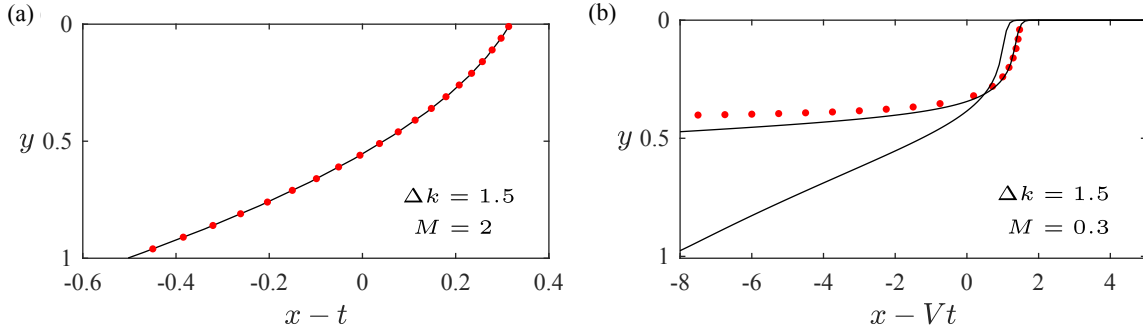 (a)
0
y 0.5
1
Δk = 1.5
M = 2
-0.6 -0.4 -0.2 0 0.2 0.4
x − t
(b)
0
y 0.5
1
Δk = 1.5
M = 0.3
-8 -6 -4 -2 0 2 4
x − Vt